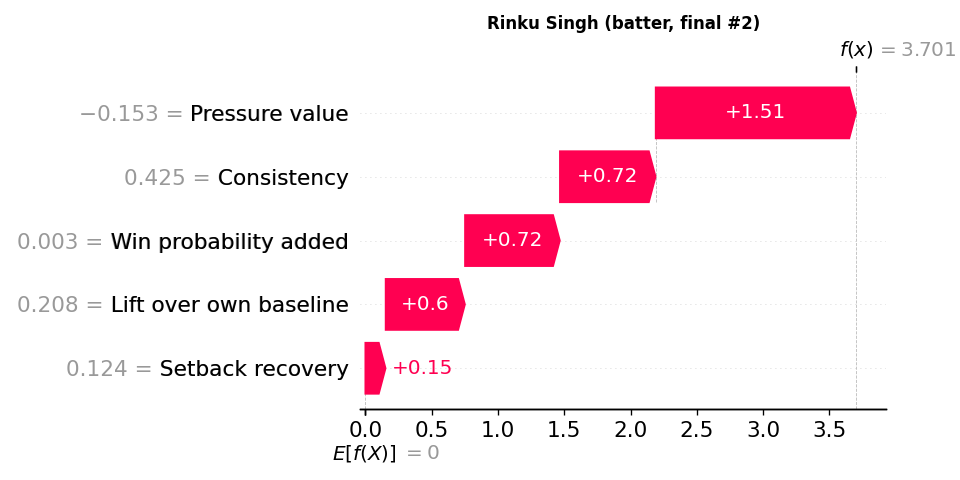 Rinku Singh (batter, final #2)
f(x) = 3.701
−0.153 = Pressure value
+1.51
0.425 = Consistency
+0.72
0.003 = Win probability added
+0.72
0.208 = Lift over own baseline
+0.6
0.124 = Setback recovery
+0.15
0.0 0.5 1.0 1.5 2.0 2.5 3.0 3.5
E[f(X)] = 0